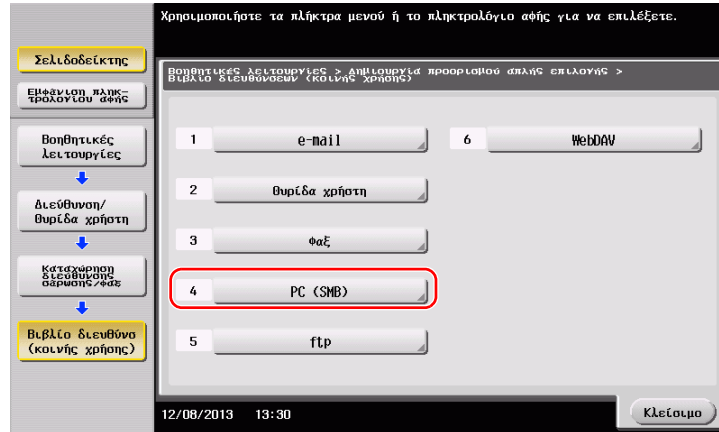 Χρησιμοποιήστε τα πλήκτρα μενού ή το πληκτρολόγιο αφής για να επιλέξετε.
Σελιδοδείκτης
Εμφάνιση πληκ-
τρολογίου αφής
Βοηθητικές λειτουργίες > Δημιουργία προορισμού απλής επιλογής >
Βιβλίο διευθύνσεων (κοινής χρήσης)
Βοηθητικές
λειτουργίες
Διεύθυνση/
θυρίδα χρήστη
Καταχώρηση
διεύθυνσης
σάρωσης/φαξ
Βιβλίο διευθύνσ
(κοινής χρήσης)
1 e-mail
6 WebDAV
2 θυρίδα χρήστη
3 Φαξ
4 PC (SMB)
5 ftp
12/08/2013 13:30
Κλείσιμο